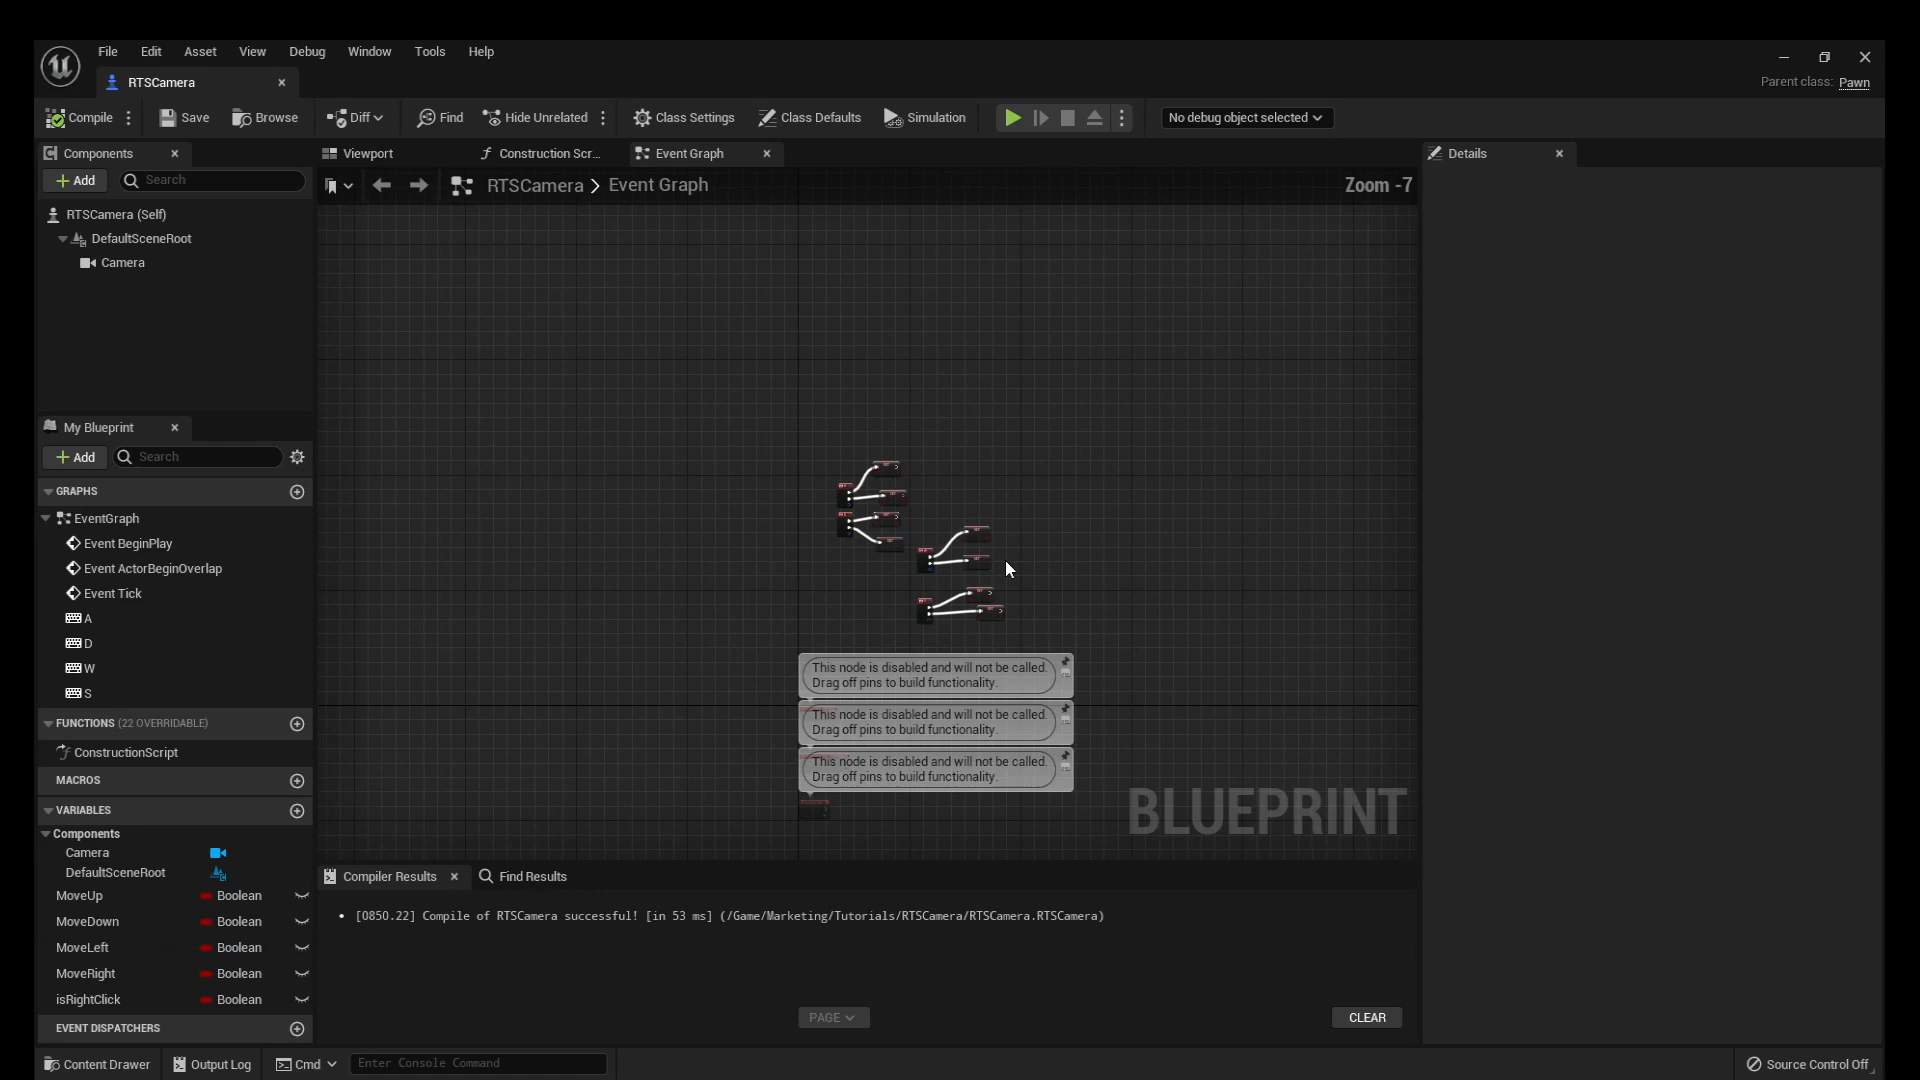 File Edit Asset View Debug Window Tools Help
RTSCamera
Parent class: Pawn
Compile Save Browse Diff Find Hide Unrelated Class Settings Class Defaults Simulation No debug object selected
Components
Viewport
Construction Scr...
Event Graph
Details
Add
Search
RTSCamera > Event Graph
Zoom -7
RTSCamera (Self)
DefaultSceneRoot
Camera
My Blueprint
Add
Search
GRAPHS
EventGraph
Event BeginPlay
Event ActorBeginOverlap
Event Tick
A
D
W
S
FUNCTIONS (22 OVERRIDABLE)
ConstructionScript
MACROS
VARIABLES
Components
Camera
DefaultSceneRoot
MoveUp Boolean
MoveDown Boolean
MoveLeft Boolean
MoveRight Boolean
isRightClick Boolean
EVENT DISPATCHERS
This node is disabled and will not be called.
Drag off pins to build functionality.
This node is disabled and will not be called.
Drag off pins to build functionality.
This node is disabled and will not be called.
Drag off pins to build functionality.
BLUEPRINT
Compiler Results
Find Results
• [0850.22] Compile of RTSCamera successful! [in 53 ms] (/Game/Marketing/Tutorials/RTSCamera/RTSCamera.RTSCamera)
PAGE
CLEAR
Content Drawer Output Log Cmd Enter Console Command Source Control Off